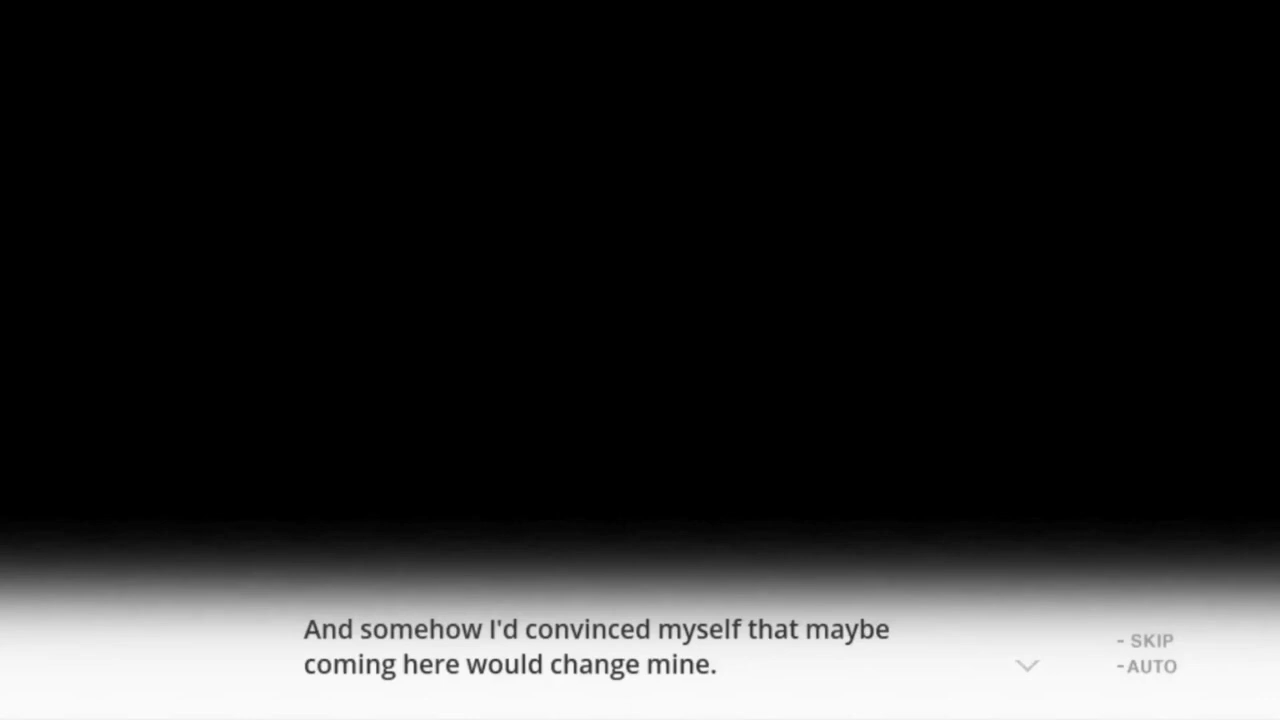 And somehow I'd convinced myself that maybe
coming here would change mine.
- SKIP
-AUTO